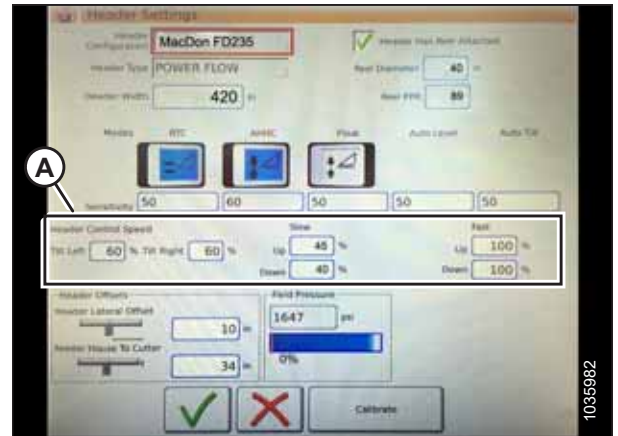 Header Settings
Header Configuration MacDon FD235 Header Has Reel Attached
Header Type POWER FLOW Reel Diameter 40 in
Header Width 420 in Reel PPR 89
Modes RTC AHHC Float Auto Level Auto Tilt
A
Sensitivity 50 60 50 50 50
Header Control Speed Slow Fast
Tilt Left 60 % Tilt Right 60 % Up 45 % Up 100 %
Down 40 % Down 100 %
Header Offsets Field Pressure
Header Lateral Offset 1647 psi
10 in
Feeder House To Cutter 0%
34 in
Calibrate
1035982